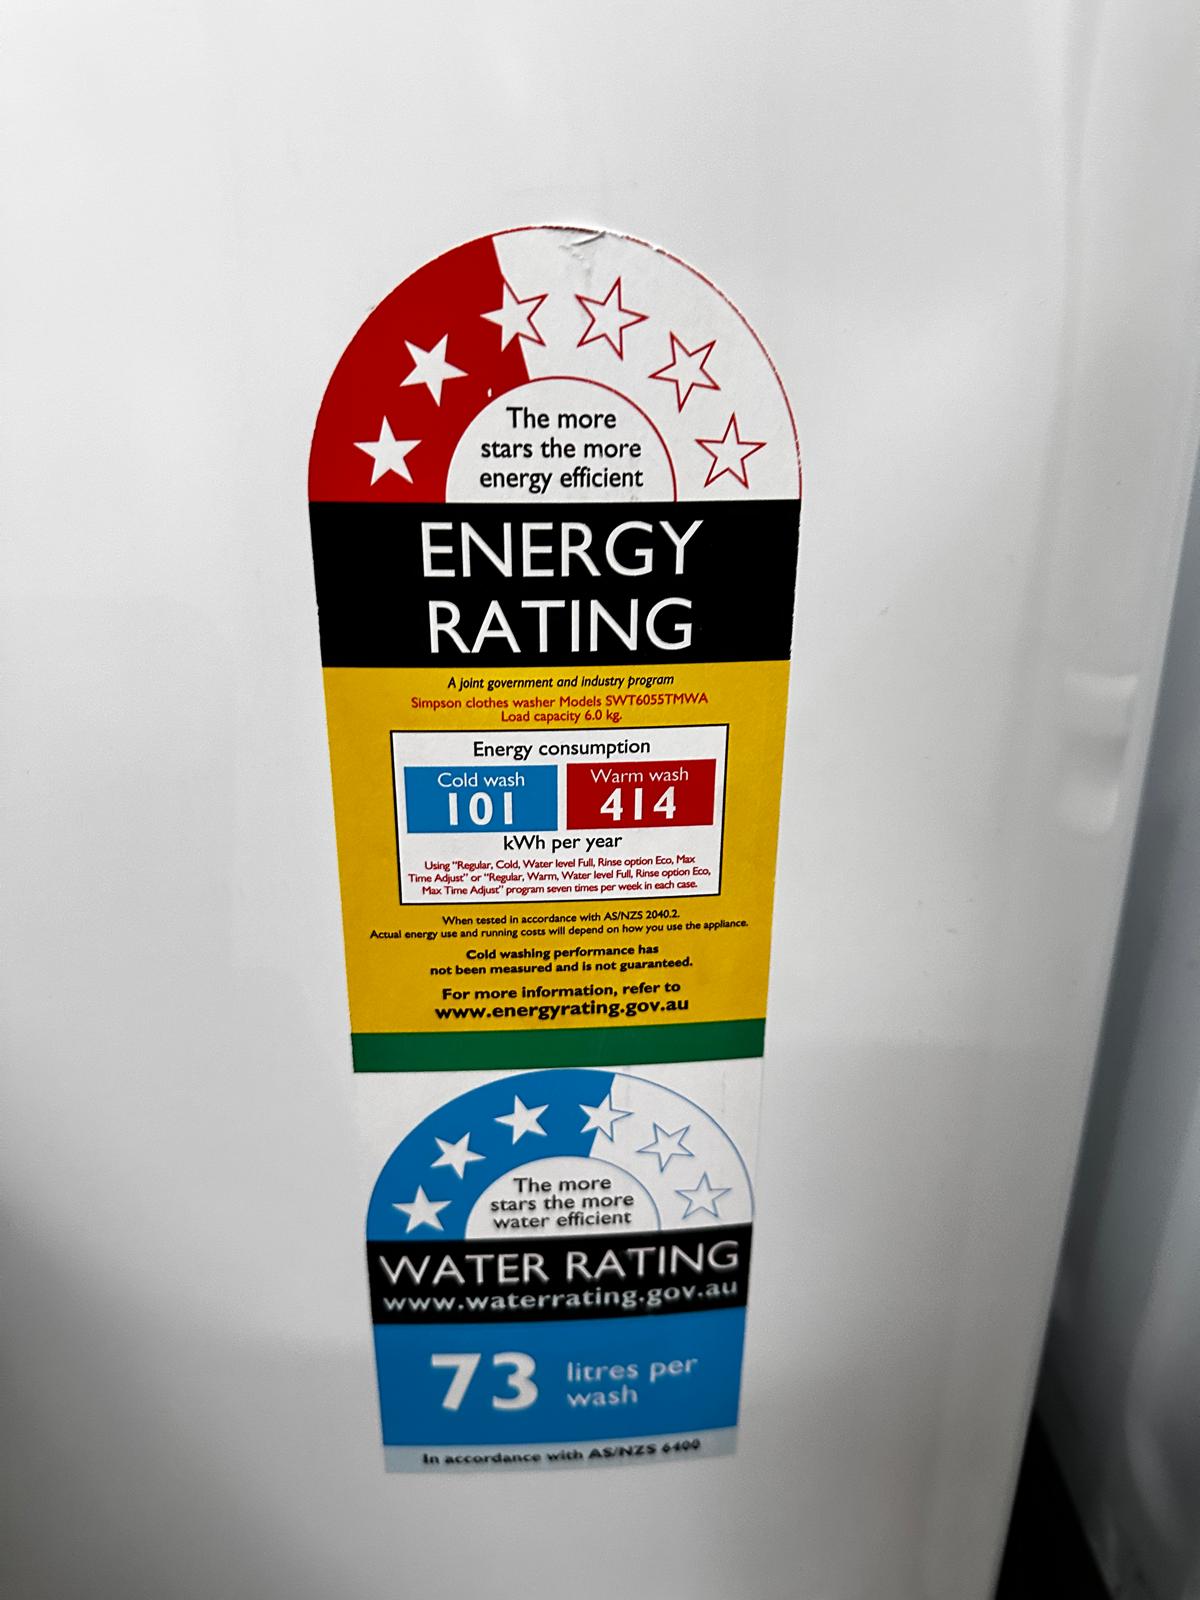 The more
stars the more
energy efficient
ENERGY
RATING
A joint government and industry program
Simpson clothes washer Models SWT6055TMWA
Load capacity 6.0 kg.
Energy consumption
Cold wash
101
Warm wash
414
kWh per year
Using "Regular, Cold, Water level Full, Rinse option Eco, Max
Time Adjust" or "Regular, Warm, Water level Full, Rinse option Eco,
Max Time Adjust" program seven times per week in each case.
When tested in accordance with AS/NZS 2040.2.
Actual energy use and running costs will depend on how you use the appliance.
Cold washing performance has
not been measured and is not guaranteed.
For more information, refer to
www.energyrating.gov.au
The more
stars the more
water efficient
WATER RATING
www.waterrating.gov.au
73 litres per
wash
In accordance with AS/NZS 6400